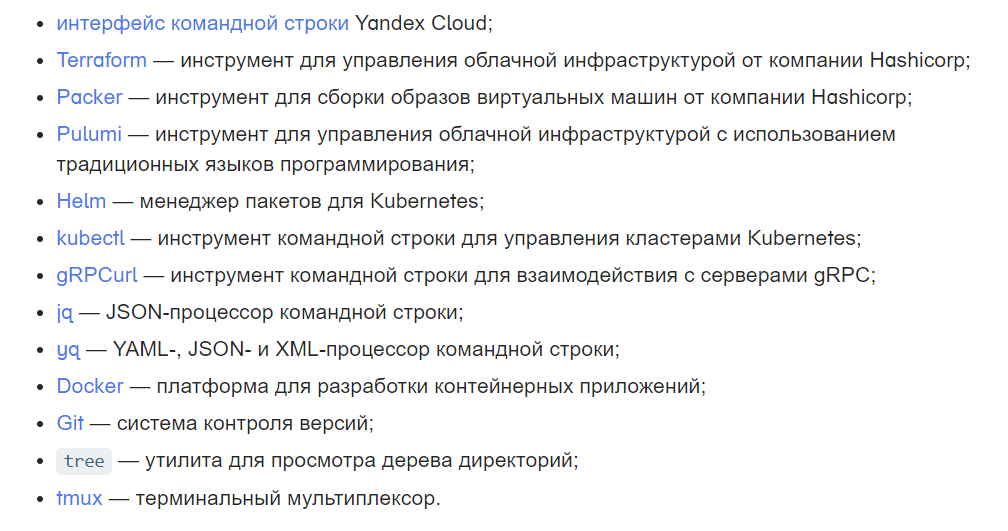 интерфейс командной строки Yandex Cloud;
Terraform — инструмент для управления облачной инфраструктурой от компании Hashicorp;
Packer — инструмент для сборки образов виртуальных машин от компании Hashicorp;
Pulumi — инструмент для управления облачной инфраструктурой с использованием
традиционных языков программирования;
Helm — менеджер пакетов для Kubernetes;
kubectl — инструмент командной строки для управления кластерами Kubernetes;
gRPCurl — инструмент командной строки для взаимодействия с серверами gRPC;
jq — JSON-процессор командной строки;
yq — YAML-, JSON- и XML-процессор командной строки;
Docker — платформа для разработки контейнерных приложений;
Git — система контроля версий;
tree — утилита для просмотра дерева директорий;
tmux — терминальный мультиплексор.